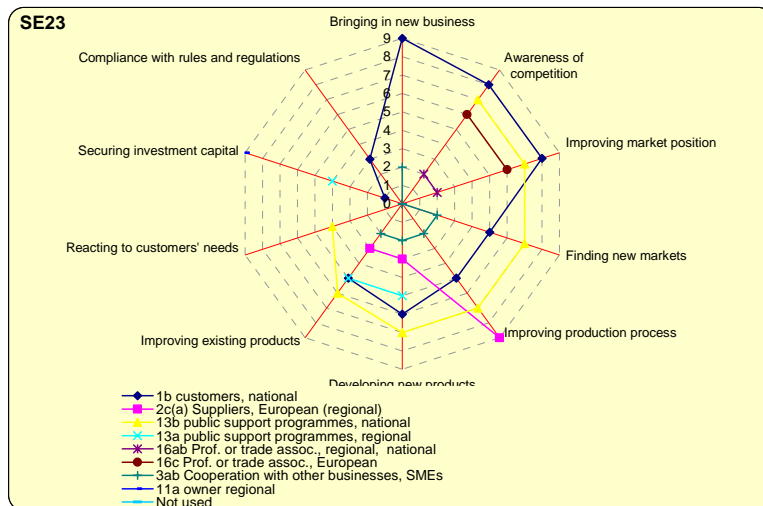 SE23
Bringing in new business
Compliance with rules and regulations
Awareness of
competition
9
8
7
6
5
4
3
2
1
0
Securing investment capital
Improving market position
Reacting to customers' needs
Finding new markets
Improving existing products
Improving production process
Developing new products
1b customers, national
2c(a) Suppliers, European (regional)
13b public support programmes, national
13a public support programmes, regional
16ab Prof. or trade assoc., regional, national
16c Prof. or trade assoc., European
3ab Cooperation with other businesses, SMEs
11a owner regional
Not used